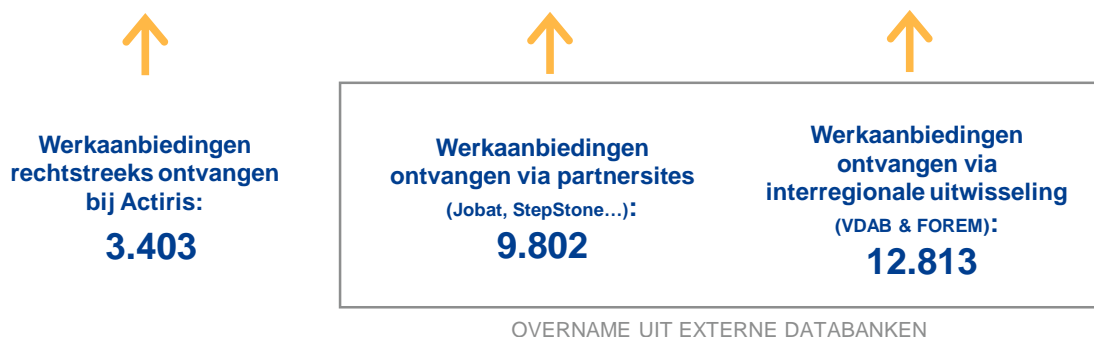 Werkaanbiedingen
rechtstreeks ontvangen
bij Actiris:
3.403
Werkaanbiedingen
ontvangen via partnersites
(Jobat, StepStone…):
9.802
Werkaanbiedingen
ontvangen via
interregionale uitwisseling
(VDAB & FOREM):
12.813
OVERNAME UIT EXTERNE DATABANKEN